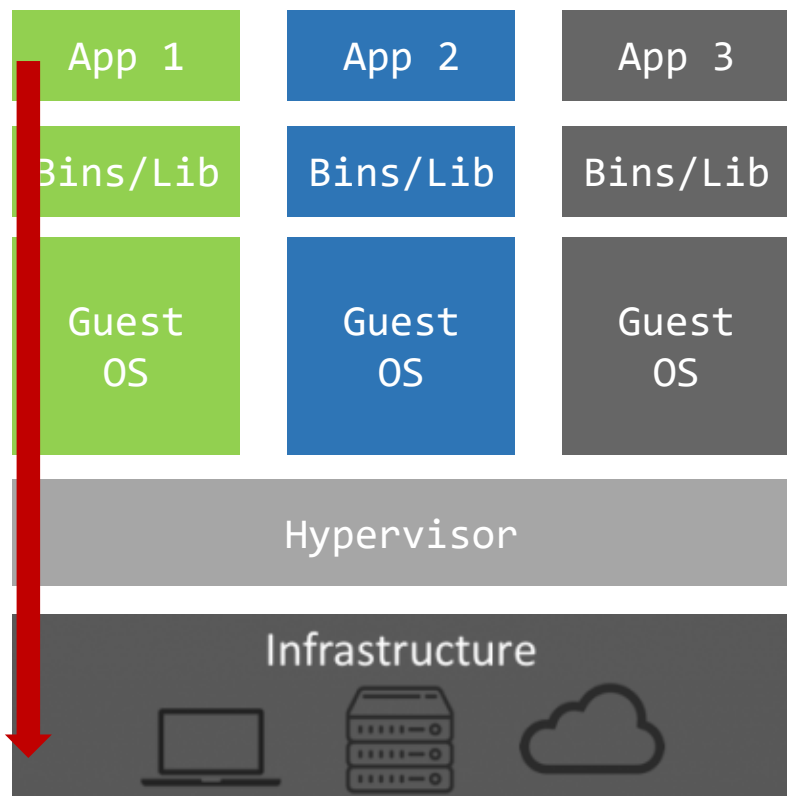 App 1
App 2
App 3
Bins/Lib
Bins/Lib
Bins/Lib
Guest
OS
Guest
OS
Guest
OS
Hypervisor
Infrastructure